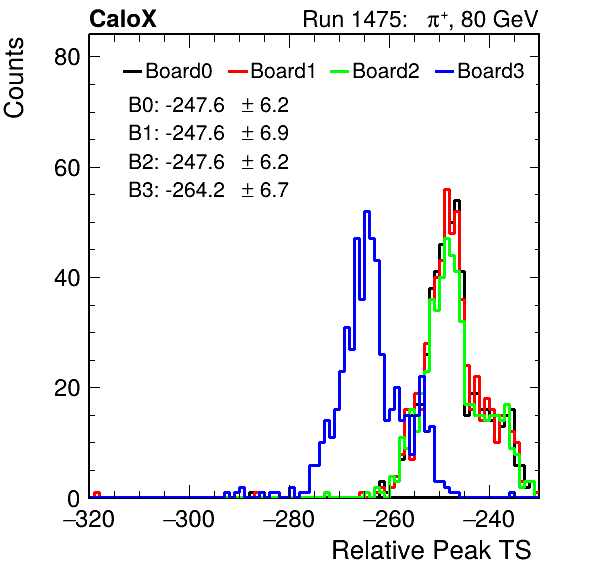 CaloX Run 1475: π⁺, 80 GeV
Counts
80
Board0 Board1 Board2 Board3
B0: -247.6 ± 6.2
B1: -247.6 ± 6.9
B2: -247.6 ± 6.2
B3: -264.2 ± 6.7
60
40
20
0
−320 −300 −280 −260 −240
Relative Peak TS